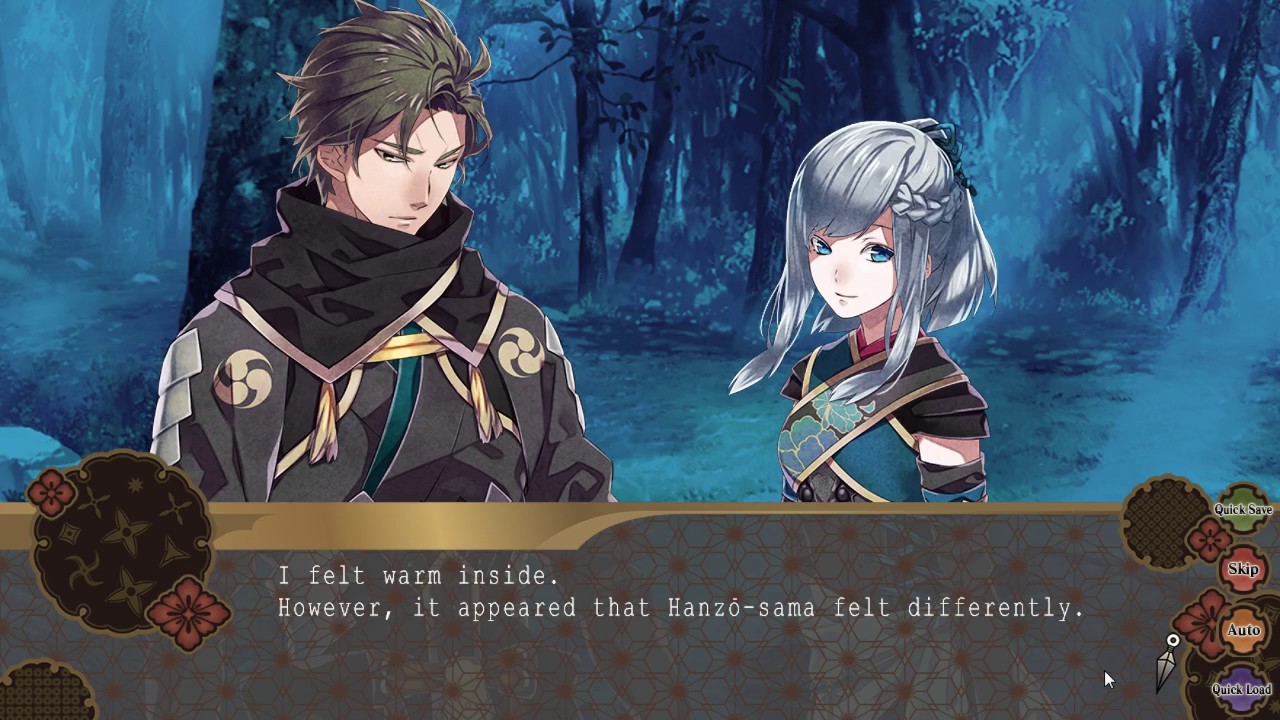 I felt warm inside.
However, it appeared that Hanzō-sama felt differently.
Quick Save
Skip
Auto
Quick Load